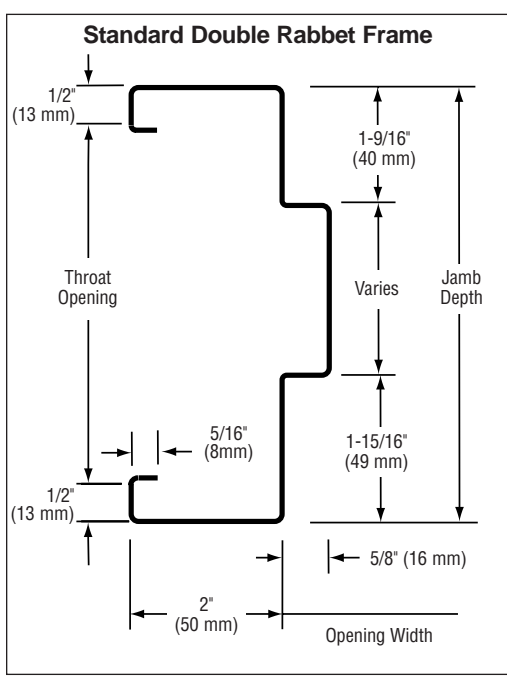 Standard Double Rabbet Frame
1/2"
(13 mm)
1-9/16"
(40 mm)
Throat
Opening
Varies
Jamb
Depth
5/16"
(8mm)
1-15/16"
(49 mm)
1/2"
(13 mm)
5/8" (16 mm)
2"
(50 mm)
Opening Width